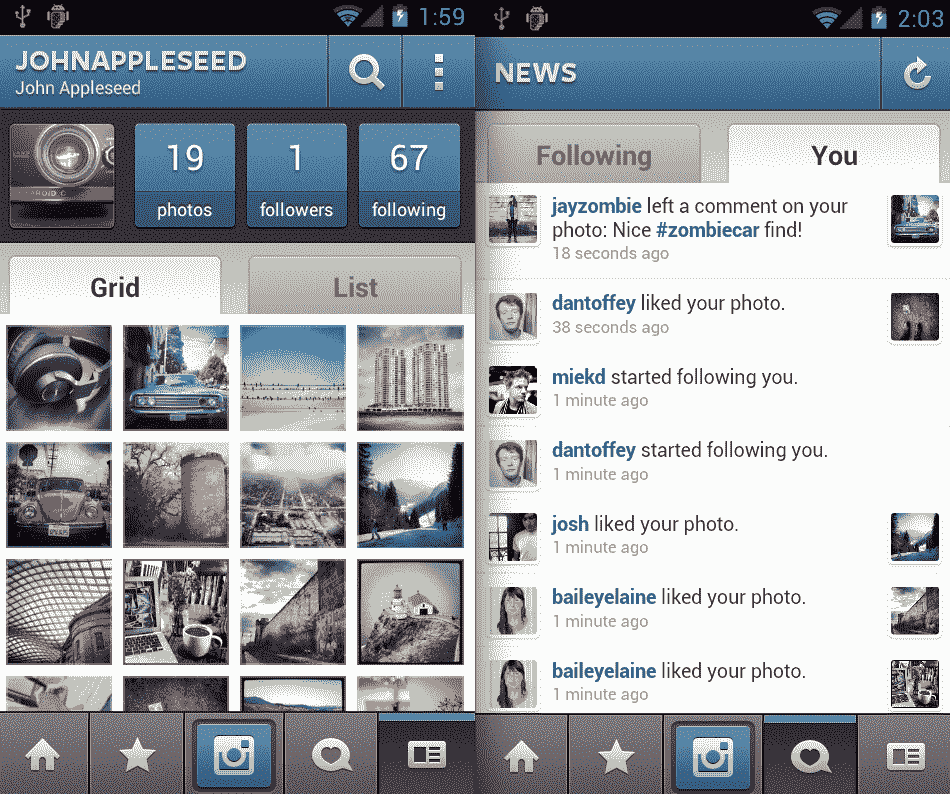 1:59
JOHNAPPLESEED
John Appleseed
19
photos
1
followers
67
following
Grid
List
2:03
NEWS
Following
You
jayzombie left a comment on your
photo: Nice #zombiecar find!
18 seconds ago
dantoffey liked your photo.
38 seconds ago
miekd started following you.
1 minute ago
dantoffey started following you.
1 minute ago
josh liked your photo.
1 minute ago
baileyelaine liked your photo.
1 minute ago
baileyelaine liked your photo.
1 minute ago